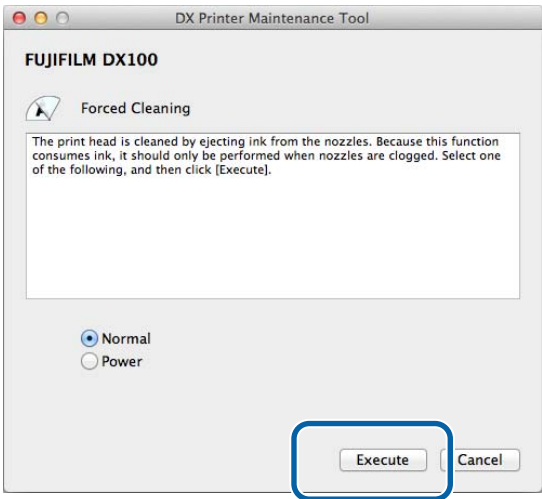 DX Printer Maintenance Tool
FUJIFILM DX100
Forced Cleaning
The print head is cleaned by ejecting ink from the nozzles. Because this function
consumes ink, it should only be performed when nozzles are clogged. Select one
of the following, and then click [Execute].
Normal
Power
Execute Cancel